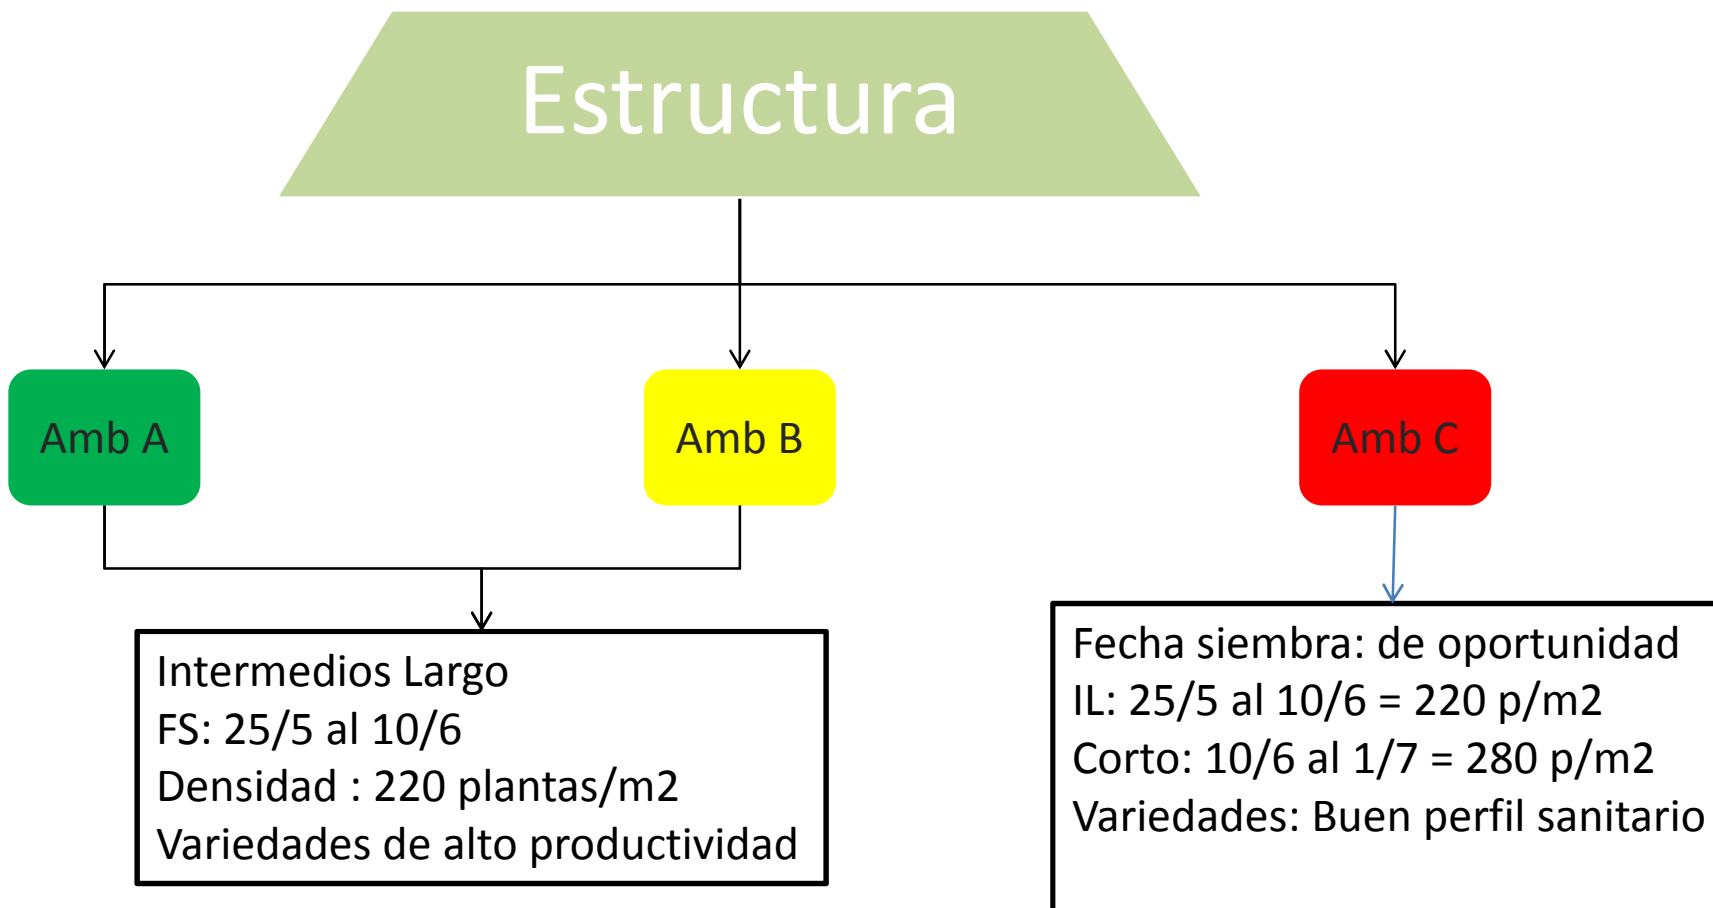 Estructura
Amb A
Amb B
Amb C
Intermedios Largo
FS: 25/5 al 10/6
Densidad : 220 plantas/m2
Variedades de alto productividad
Fecha siembra: de oportunidad
IL: 25/5 al 10/6 = 220 p/m2
Corto: 10/6 al 1/7 = 280 p/m2
Variedades: Buen perfil sanitario